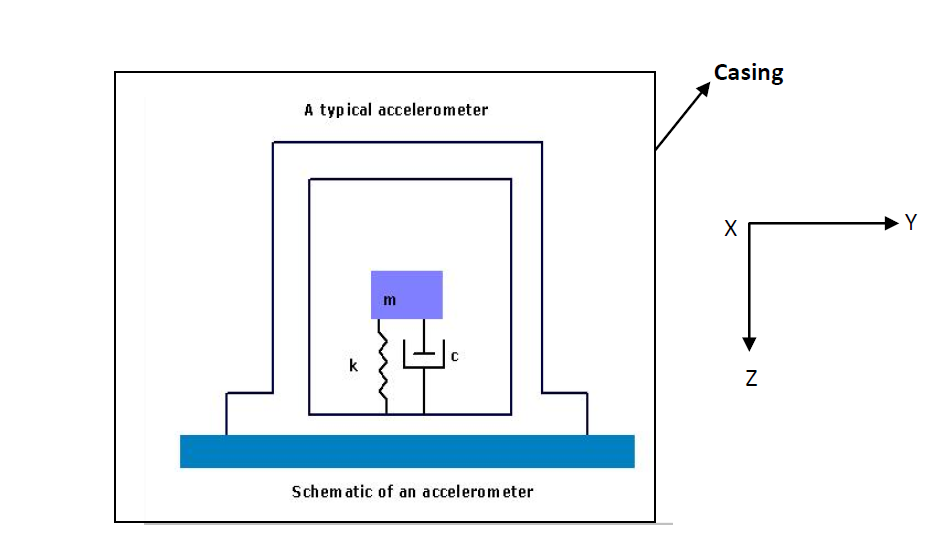 Casing
A typical accelerometer
X
Y
m
k
c
Z
Schematic of an accelerometer